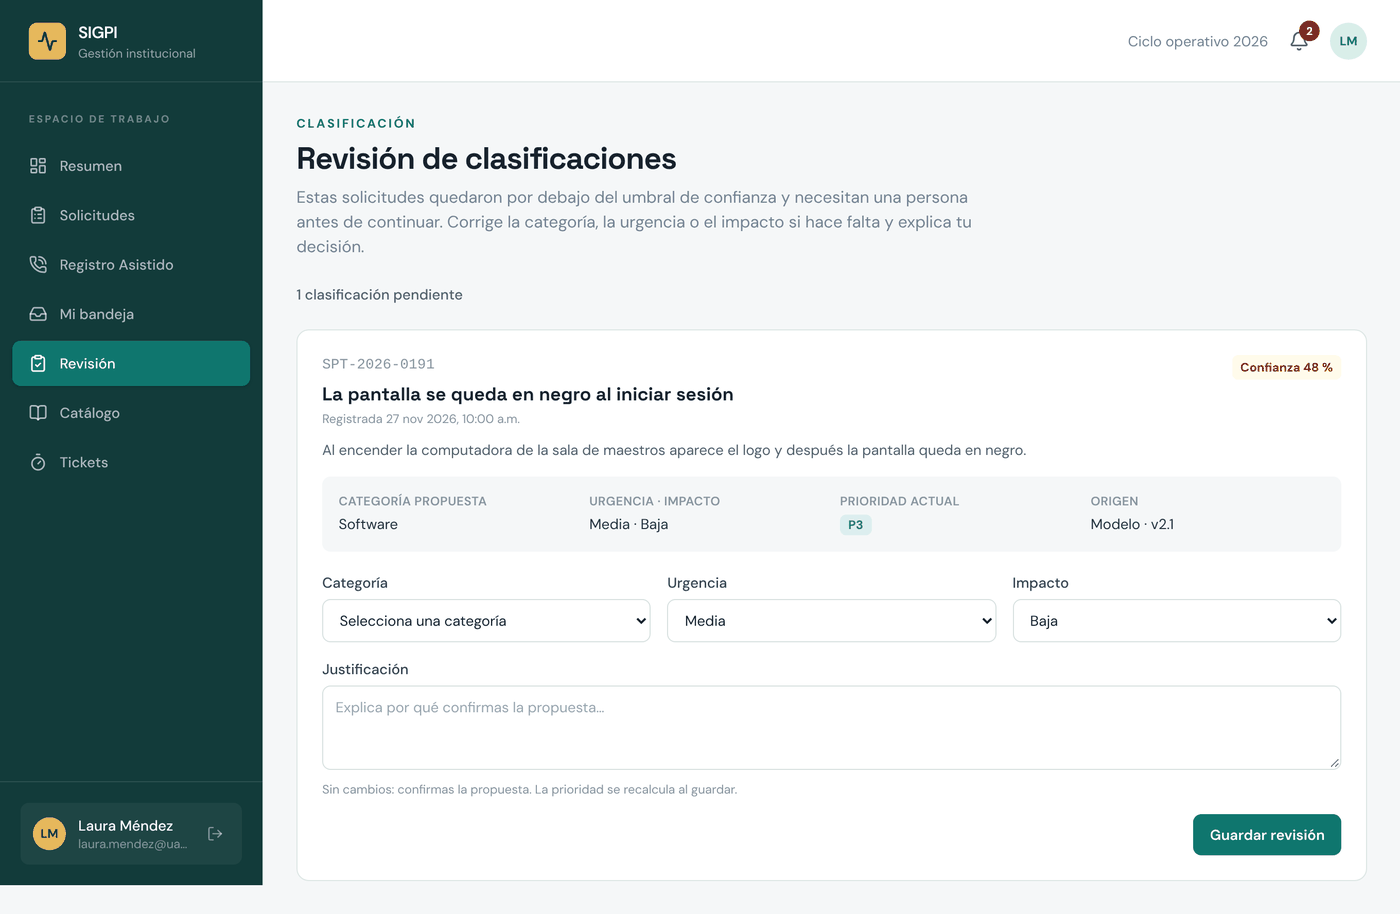 SIGPI
Gestión institucional
ESPACIO DE TRABAJO
Resumen
Solicitudes
Registro Asistido
Mi bandeja
Revisión
Catálogo
Tickets
Laura Méndez
LM
laura.mendez@ua...
Ciclo operativo 2026
2
LM
CLASIFICACIÓN
Revisión de clasificaciones
Estas solicitudes quedaron por debajo del umbral de confianza y necesitan una persona
antes de continuar. Corrige la categoría, la urgencia o el impacto si hace falta y explica tu
decisión.
1 clasificación pendiente
SPT-2026-0191
Confianza 48 %
La pantalla se queda en negro al iniciar sesión
Registrada 27 nov 2026, 10:00 a.m.
Al encender la computadora de la sala de maestros aparece el logo y después la pantalla queda en negro.
CATEGORÍA PROPUESTA
Software
URGENCIA · IMPACTO
Media · Baja
PRIORIDAD ACTUAL
P3
ORIGEN
Modelo · v2.1
Categoría
Selecciona una categoría
Urgencia
Media
Impacto
Baja
Justificación
Explica por qué confirmas la propuesta...
Sin cambios: confirmas la propuesta. La prioridad se recalcula al guardar.
Guardar revisión